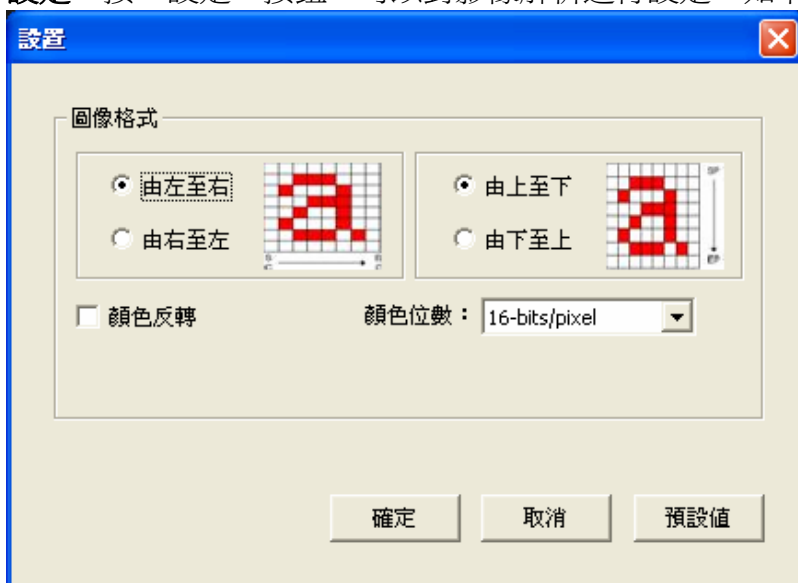 設置
圖像格式
由左至右
由右至左
由上至下
由下至上
顏色反轉
顏色位數：
16-bits/pixel
確定
取消
預設值